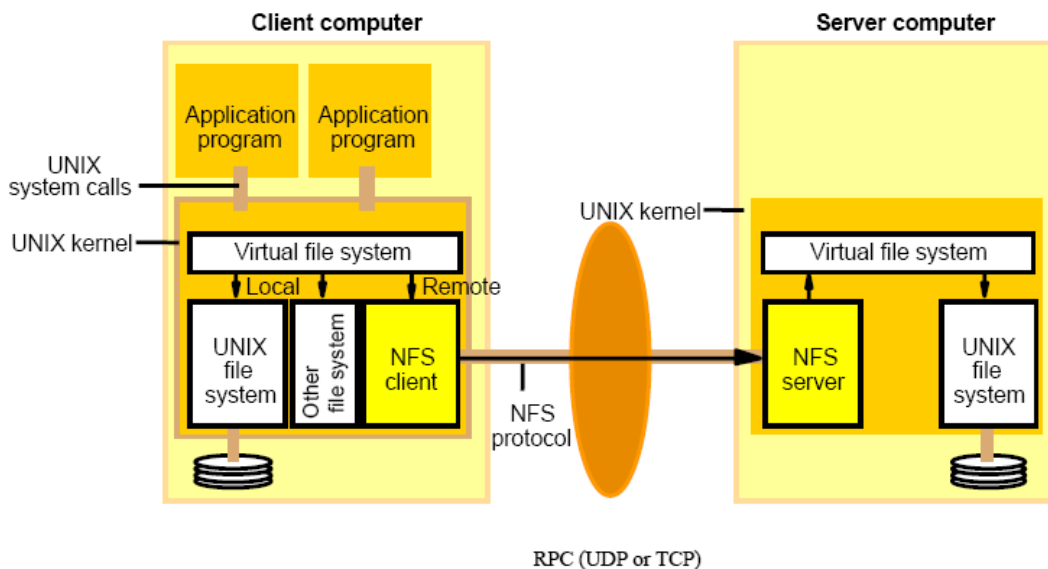 Client computer
Server computer
Application
program
Application
program
UNIX
system calls
UNIX kernel
Virtual file system
Local
Remote
UNIX
file
system
Other
file system
NFS
client
NFS
protocol
UNIX kernel
Virtual file system
NFS
server
UNIX
file
system
RPC (UDP or TCP)